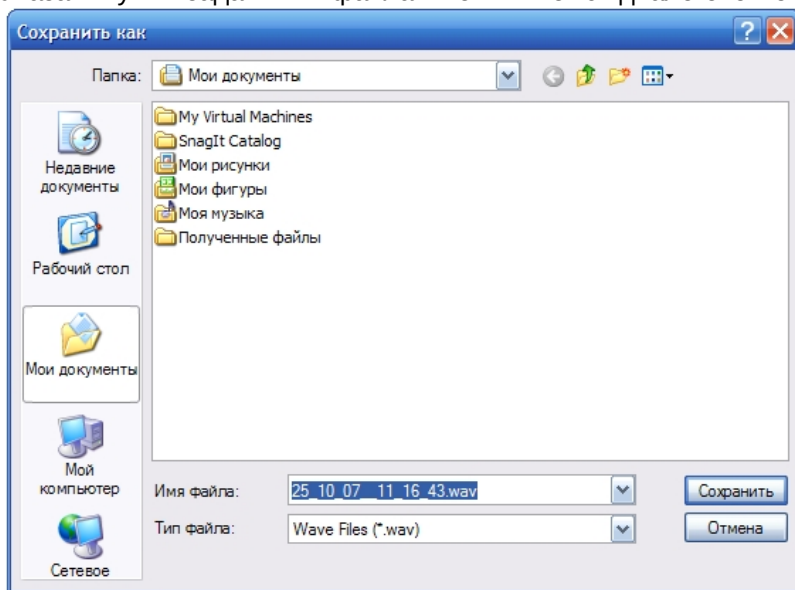 Сохранить как
Папка: Мои документы
My Virtual Machines
SnagIt Catalog
Мои рисунки
Мои фигуры
Моя музыка
Полученные файлы
Недавние
документы
Рабочий стол
Мои документы
Мой
компьютер
Сетевое
Имя файла: 25_10_07__11_16_43.wav
Сохранить
Тип файла: Wave Files (*.wav)
Отмена